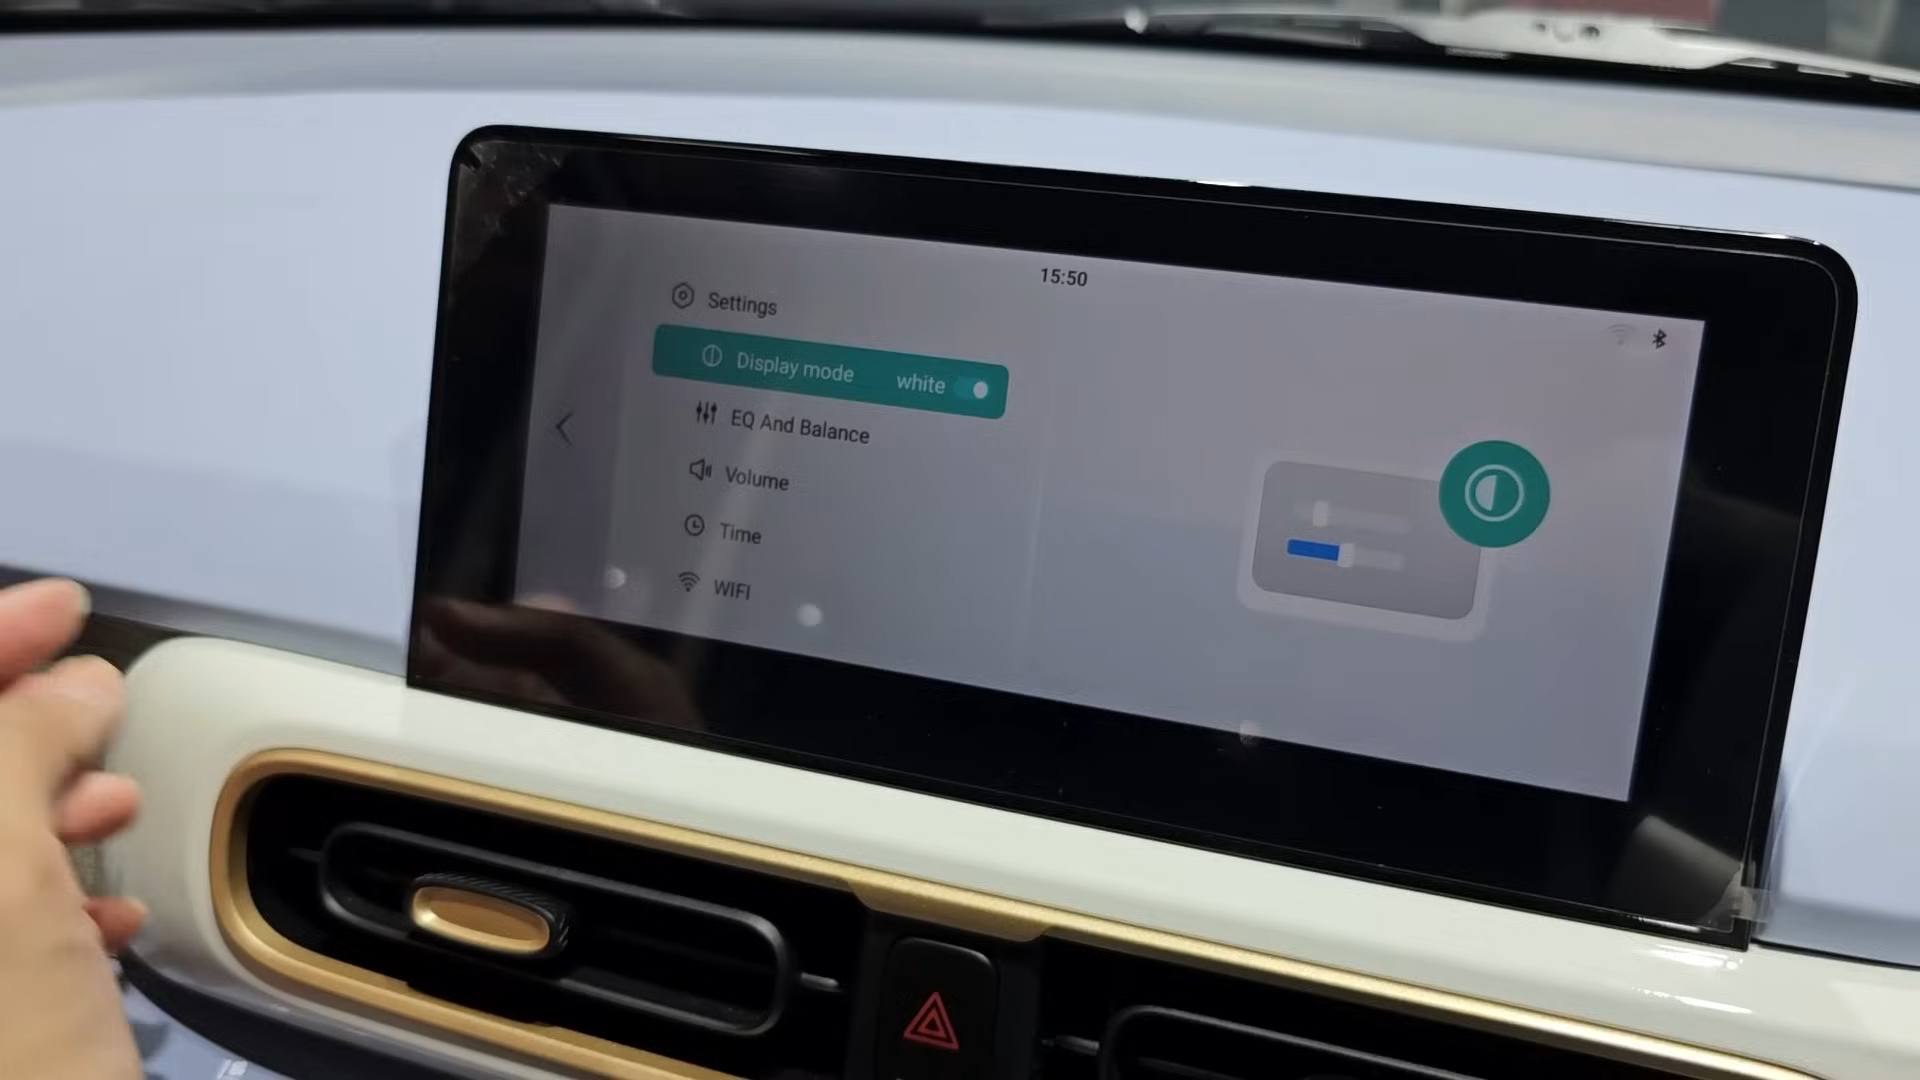 15:50
Settings
Display mode white
EQ And Balance
Volume
Time
WIFI